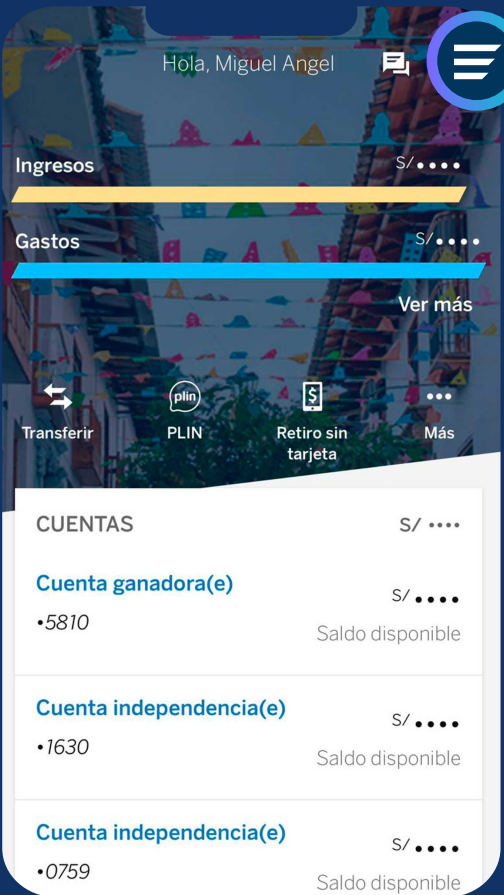 Hola, Miguel Angel
Ingresos
S/••••
Gastos
S/••••
Ver más
Transferir
plin
PLIN
$
Retiro sin
tarjeta
Más
CUENTAS
S/ ••••
Cuenta ganadora(e)
S/••••
•5810
Saldo disponible
Cuenta independencia(e)
S/••••
•1630
Saldo disponible
Cuenta independencia(e)
S/••••
•0759
Saldo disponible